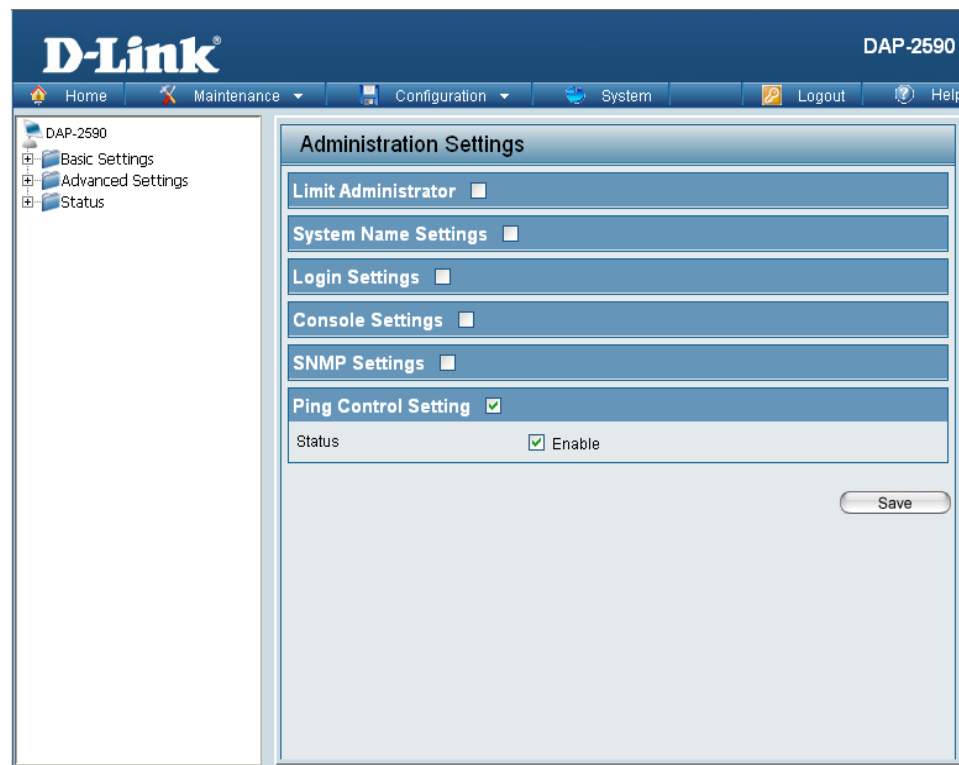 D-Link®
DAP-2590
Home Maintenance Configuration System Logout Help
DAP-2590
Basic Settings
Advanced Settings
Status
Administration Settings
Limit Administrator
System Name Settings
Login Settings
Console Settings
SNMP Settings
Ping Control Setting
Status Enable
Save